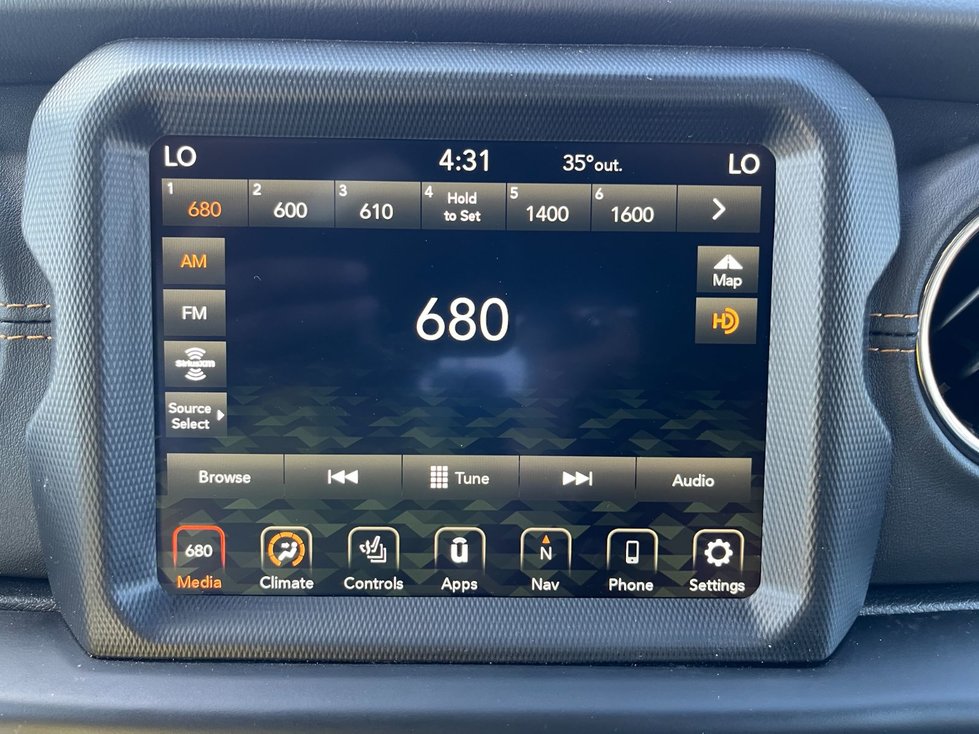 LO 4:31 35°out. LO
1 680 2 600 3 610 4 Hold to Set 5 1400 6 1600
AM
680
Map
FM
HD
SiriusXM
Source
Select
Browse Tune Audio
680 N
Media Climate Controls Apps Nav Phone Settings